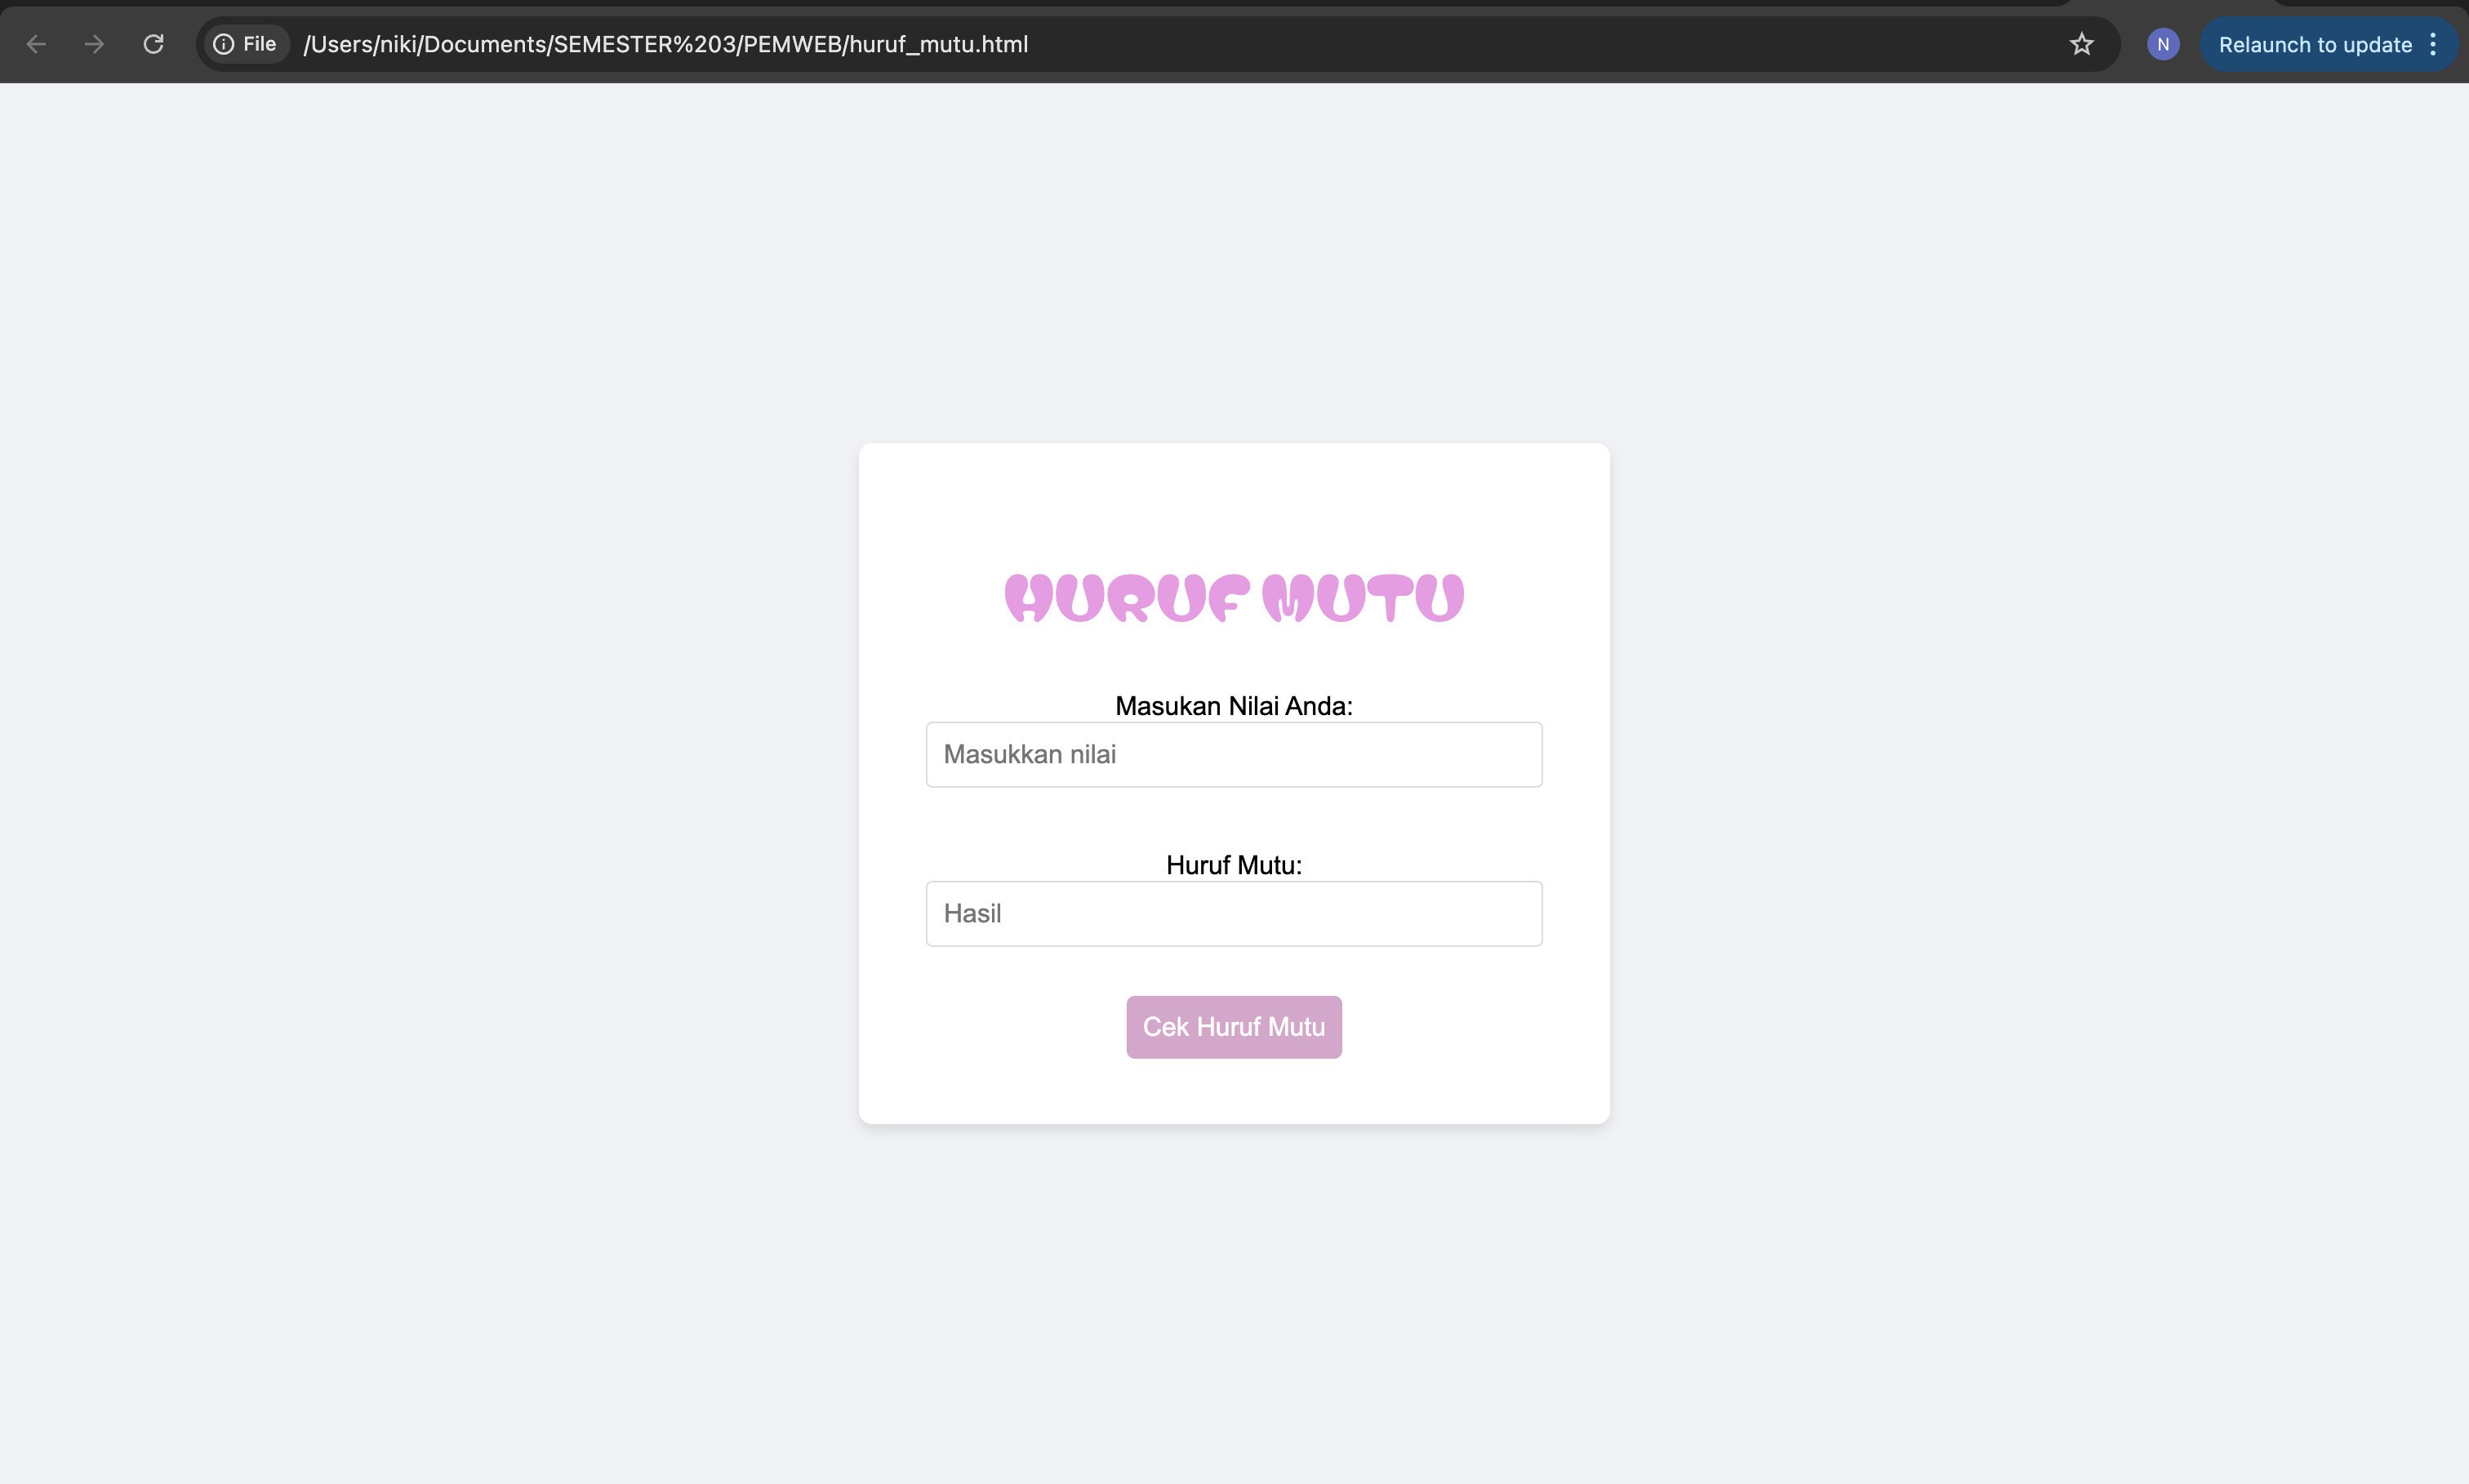 File /Users/niki/Documents/SEMESTER%203/PEMWEB/huruf_mutu.html N Relaunch to update
HURUF MUTU
Masukan Nilai Anda:
Masukkan nilai
Huruf Mutu:
Hasil
Cek Huruf Mutu